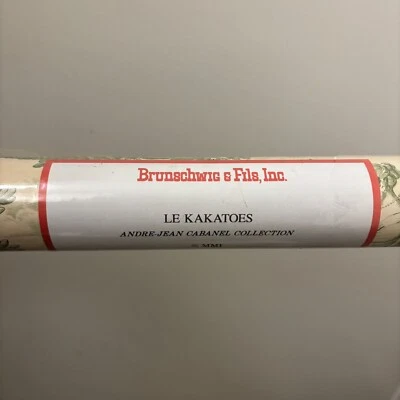 Brunschwig & Fils, Inc.
LE KAKATOES
ANDRE-JEAN CABANEL COLLECTION